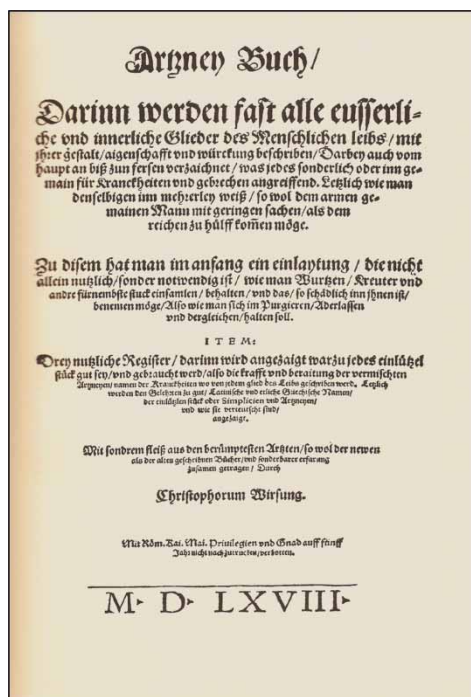 Artzney Buch/
Darinn werden fast alle eusserli-
che vnd innerliche Glieder des Menschlichen leibs/mit
jhrer gestalt/aigenschafft vnd würckung beschriben/Darbey auch vom
haupt an biß zun fersen verzaichnet/was jedes sonderlich oder inn ge-
main für Kranckheiten vnd gebrechen angreiffend. Letzlich wie man
denselbigen inn mehrerley weiß/so wol dem armen ge-
mainen Mann mit geringen sachen/als dem
reichen zu hülff kom̃en möge.
Zu disem hat man im anfang ein einlaytung/die nicht
allein nutzlich/sonder notwendig ist/wie man Wurtzen/Kreuter vnd
andre fürnembste stuck einsamlen/behalten/vnd das/so schädlich inn jhnen ist/
benemen möge/Also wie man sich im Purgieren/Aderlassen
vnd dergleichen/halten soll.
ITEM:
Drey nutzliche Register/darinn wird angezaigt warzu jedes einlützel
stück gut sey/vnd gebraucht werd/also die krafft vnd beraitung der vermischten
Artzneyen/namen der Kranckheiten wo von jedem glied des Leibs geschriben werd. Letzlich
werden den Gelehrten zu gut/Latinische vnd etliche Griechische Namen/
der einlützlen stück oder Simplicien vnd Artzneyen/
vnd wie sie verteutscht sind/
angezaigt.
Mit sondrem fleiß aus den berümptesten Artzten/so wol der newen
als der alten geschribnen Bücher/vnd sonderbarer erfarung
zusamen getragen/Durch
Christophorum Wirsung.
Mit Röm. Kai. Mai. Privilegien vnd Gnad auff fünff
Jahr nicht nachzutrucken/verbotten.
M· D· LXVIII·